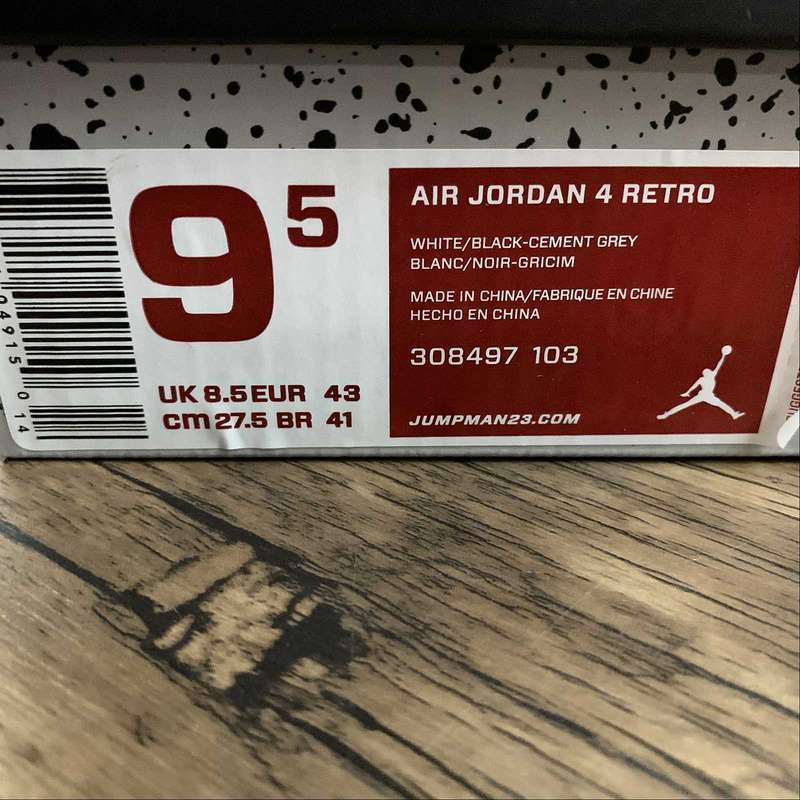 9 5
UK 8.5 EUR 43
cm 27.5 BR 41
AIR JORDAN 4 RETRO
WHITE/BLACK-CEMENT GREY
BLANC/NOIR-GRICIM
MADE IN CHINA/FABRIQUE EN CHINE
HECHO EN CHINA
308497 103
JUMPMAN23.COM